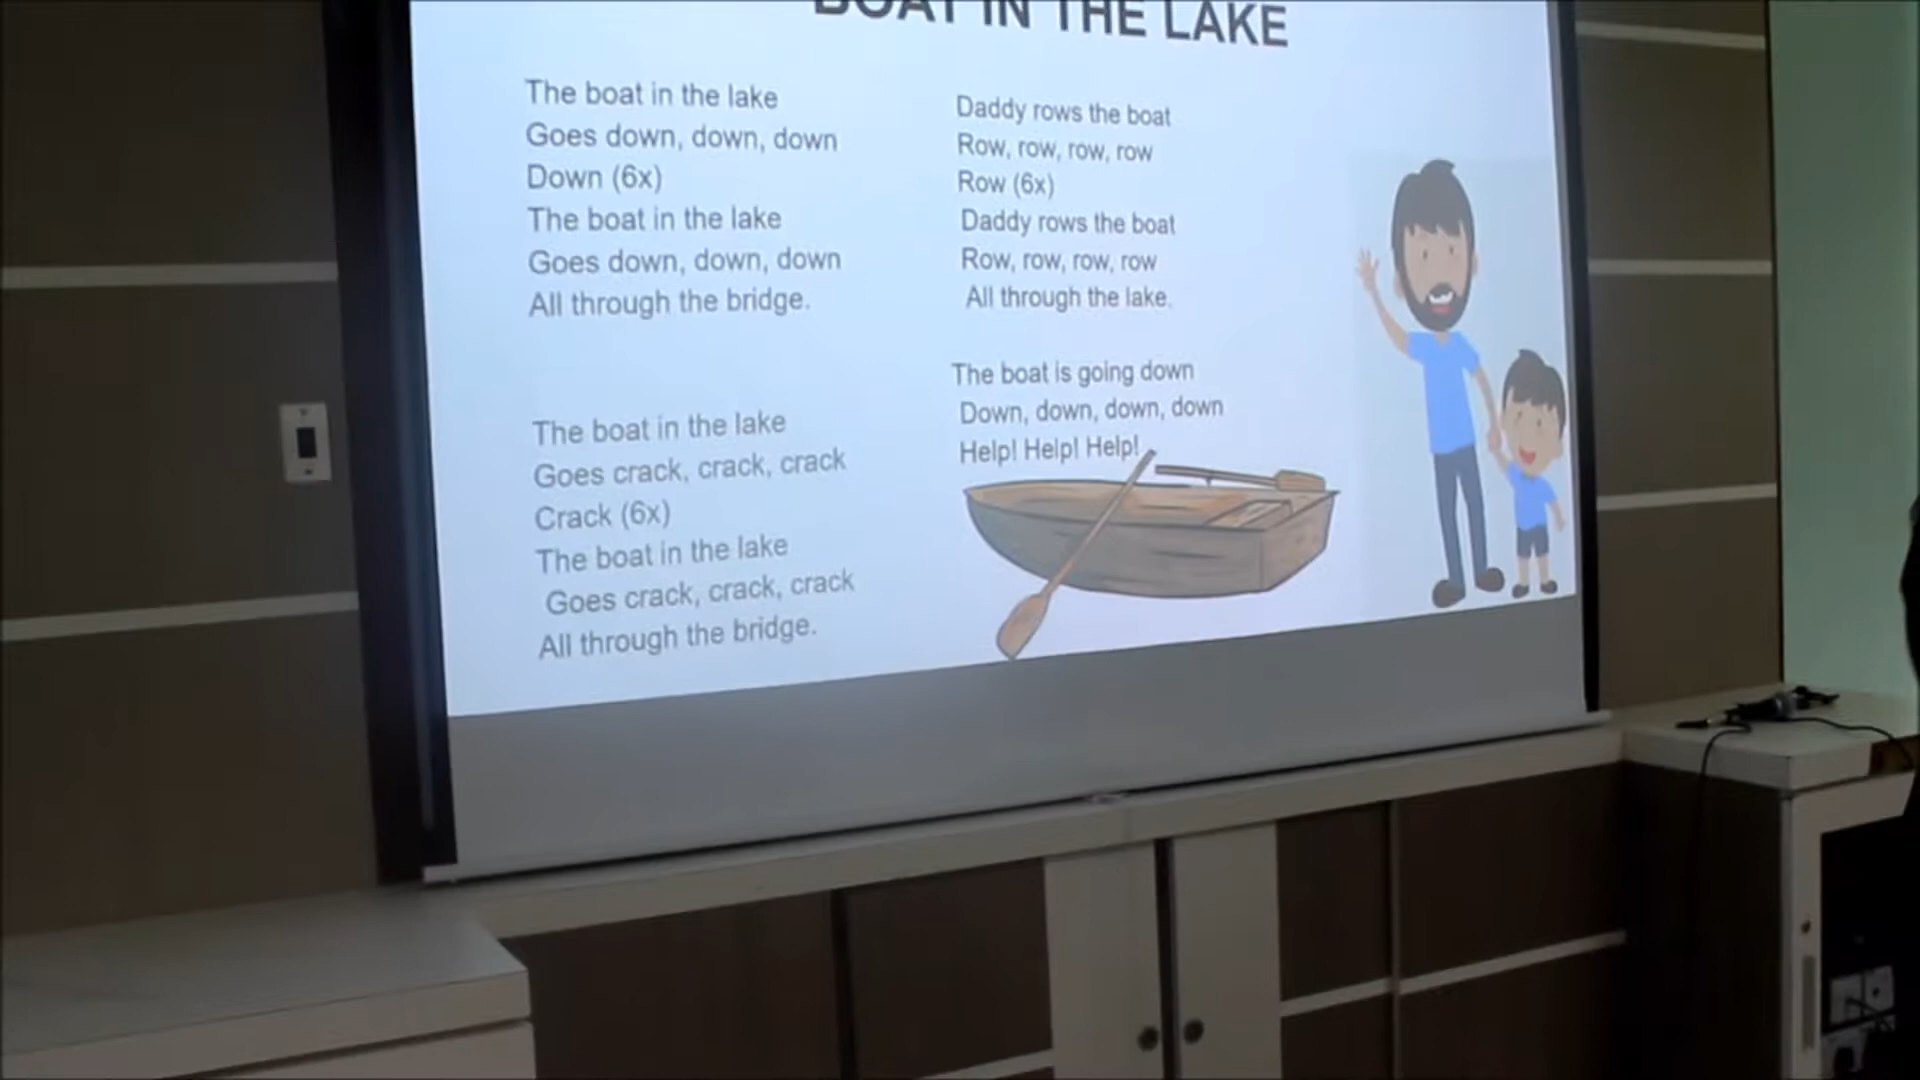 BOAT IN THE LAKE
The boat in the lake
Goes down, down, down
Down (6x)
The boat in the lake
Goes down, down, down
All through the bridge.
The boat in the lake
Goes crack, crack, crack
Crack (6x)
The boat in the lake
Goes crack, crack, crack
All through the bridge.
Daddy rows the boat
Row, row, row, row
Row (6x)
Daddy rows the boat
Row, row, row, row
All through the lake.
The boat is going down
Down, down, down, down
Help! Help! Help!